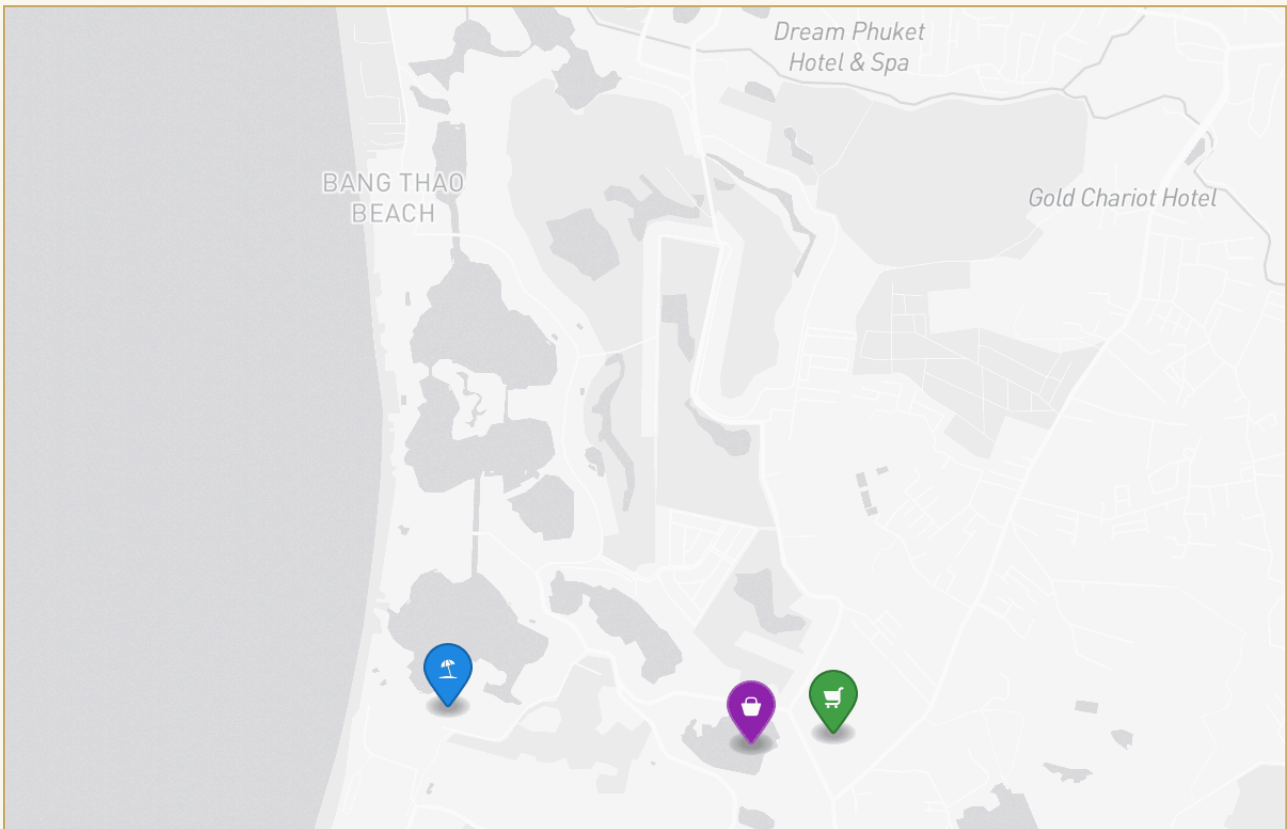 Dream Phuket
Hotel & Spa
BANG THAO
BEACH
Gold Chariot Hotel